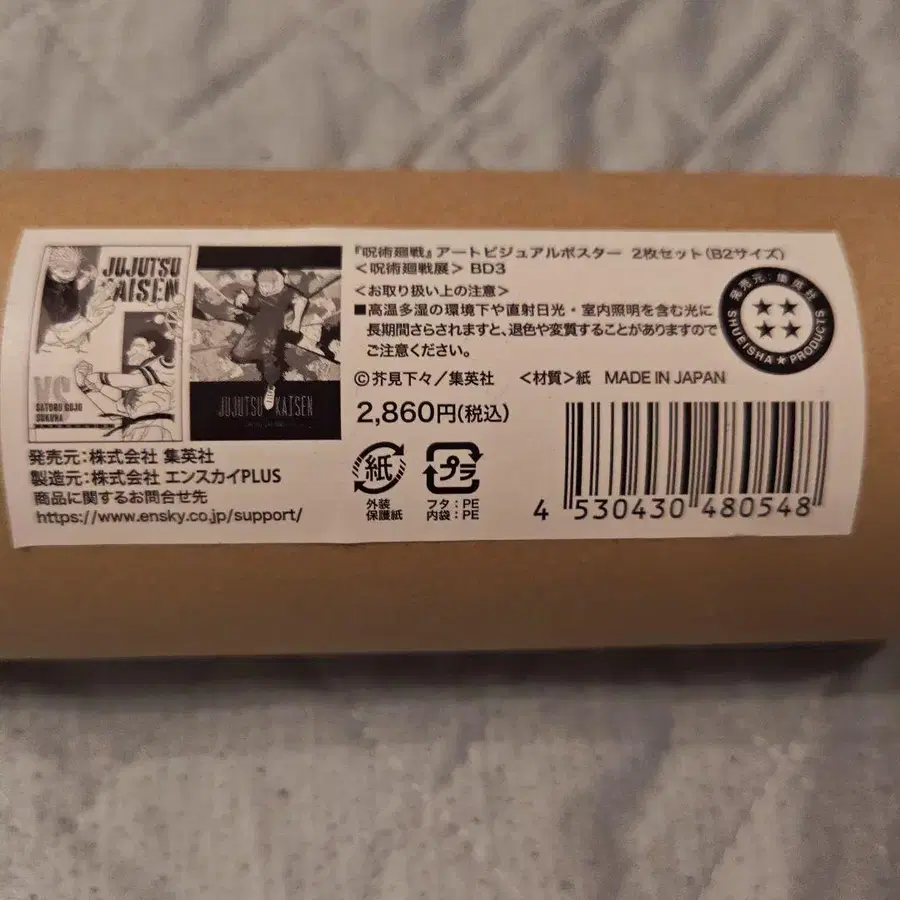 JUJUTSU
KAISEN
VS
SATORU GOJO
SUKUNA
JUJUTSU KAISEN
『呪術廻戦』アートビジュアルポスター 2枚セット(B2サイズ)
<呪術廻戦展> BD3
<お取り扱い上の注意>
■高温多湿の環境下や直射日光・室内照明を含む光に
長期間さらされますと、退色や変質することがありますので
ご注意ください。
©芥見下々/集英社 <材質>紙 MADE IN JAPAN
2,860円(税込)
発売元:集英社
SHUEISHA★PRODUCTS
発売元:株式会社 集英社
製造元:株式会社 エンスカイPLUS
商品に関するお問合せ先
https://www.ensky.co.jp/support/
紙
外装
保護紙
プラ
フタ:PE
内袋:PE
4 530430 480548